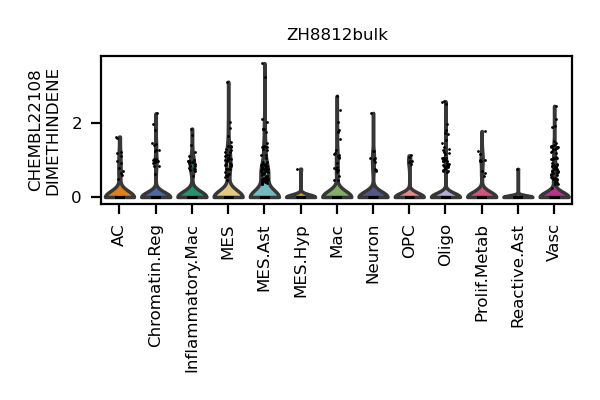 ZH8812bulk
CHEMBL22108
DIMETHINDENE
2
0
AC
Chromatin.Reg
Inflammatory.Mac
MES
MES.Ast
MES.Hyp
Mac
Neuron
OPC
Oligo
Prolif.Metab
Reactive.Ast
Vasc